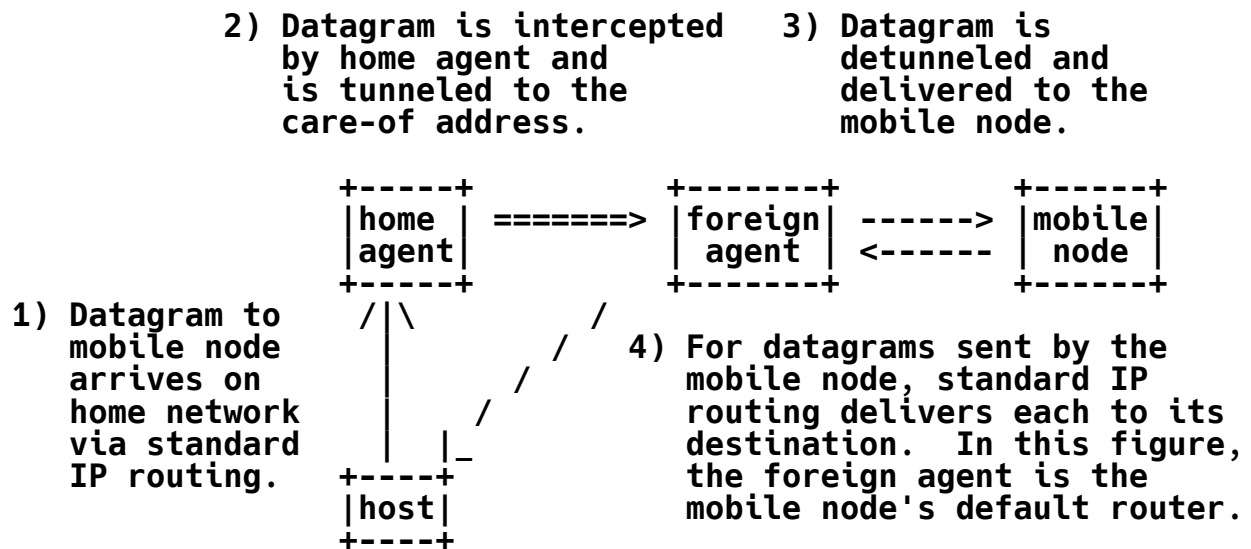 2) Datagram is intercepted   3) Datagram is
by home agent and            detunneled and
is tunneled to the           delivered to the
care-of address.             mobile node.
+-----+          +-------+         +------+
|home | =======> |foreign| ------> |mobile|
|agent|          | agent | <------ | node |
+-----+          +-------+         +------+
1) Datagram to    /|\         /
mobile node       |        /   4) For datagrams sent by the
arrives on        |      /        mobile node, standard IP
home network      |    /          routing delivers each to its
via standard      |  |_           destination.  In this figure,
IP routing.     +----+            the foreign agent is the
|host|            mobile node's default router.
+----+